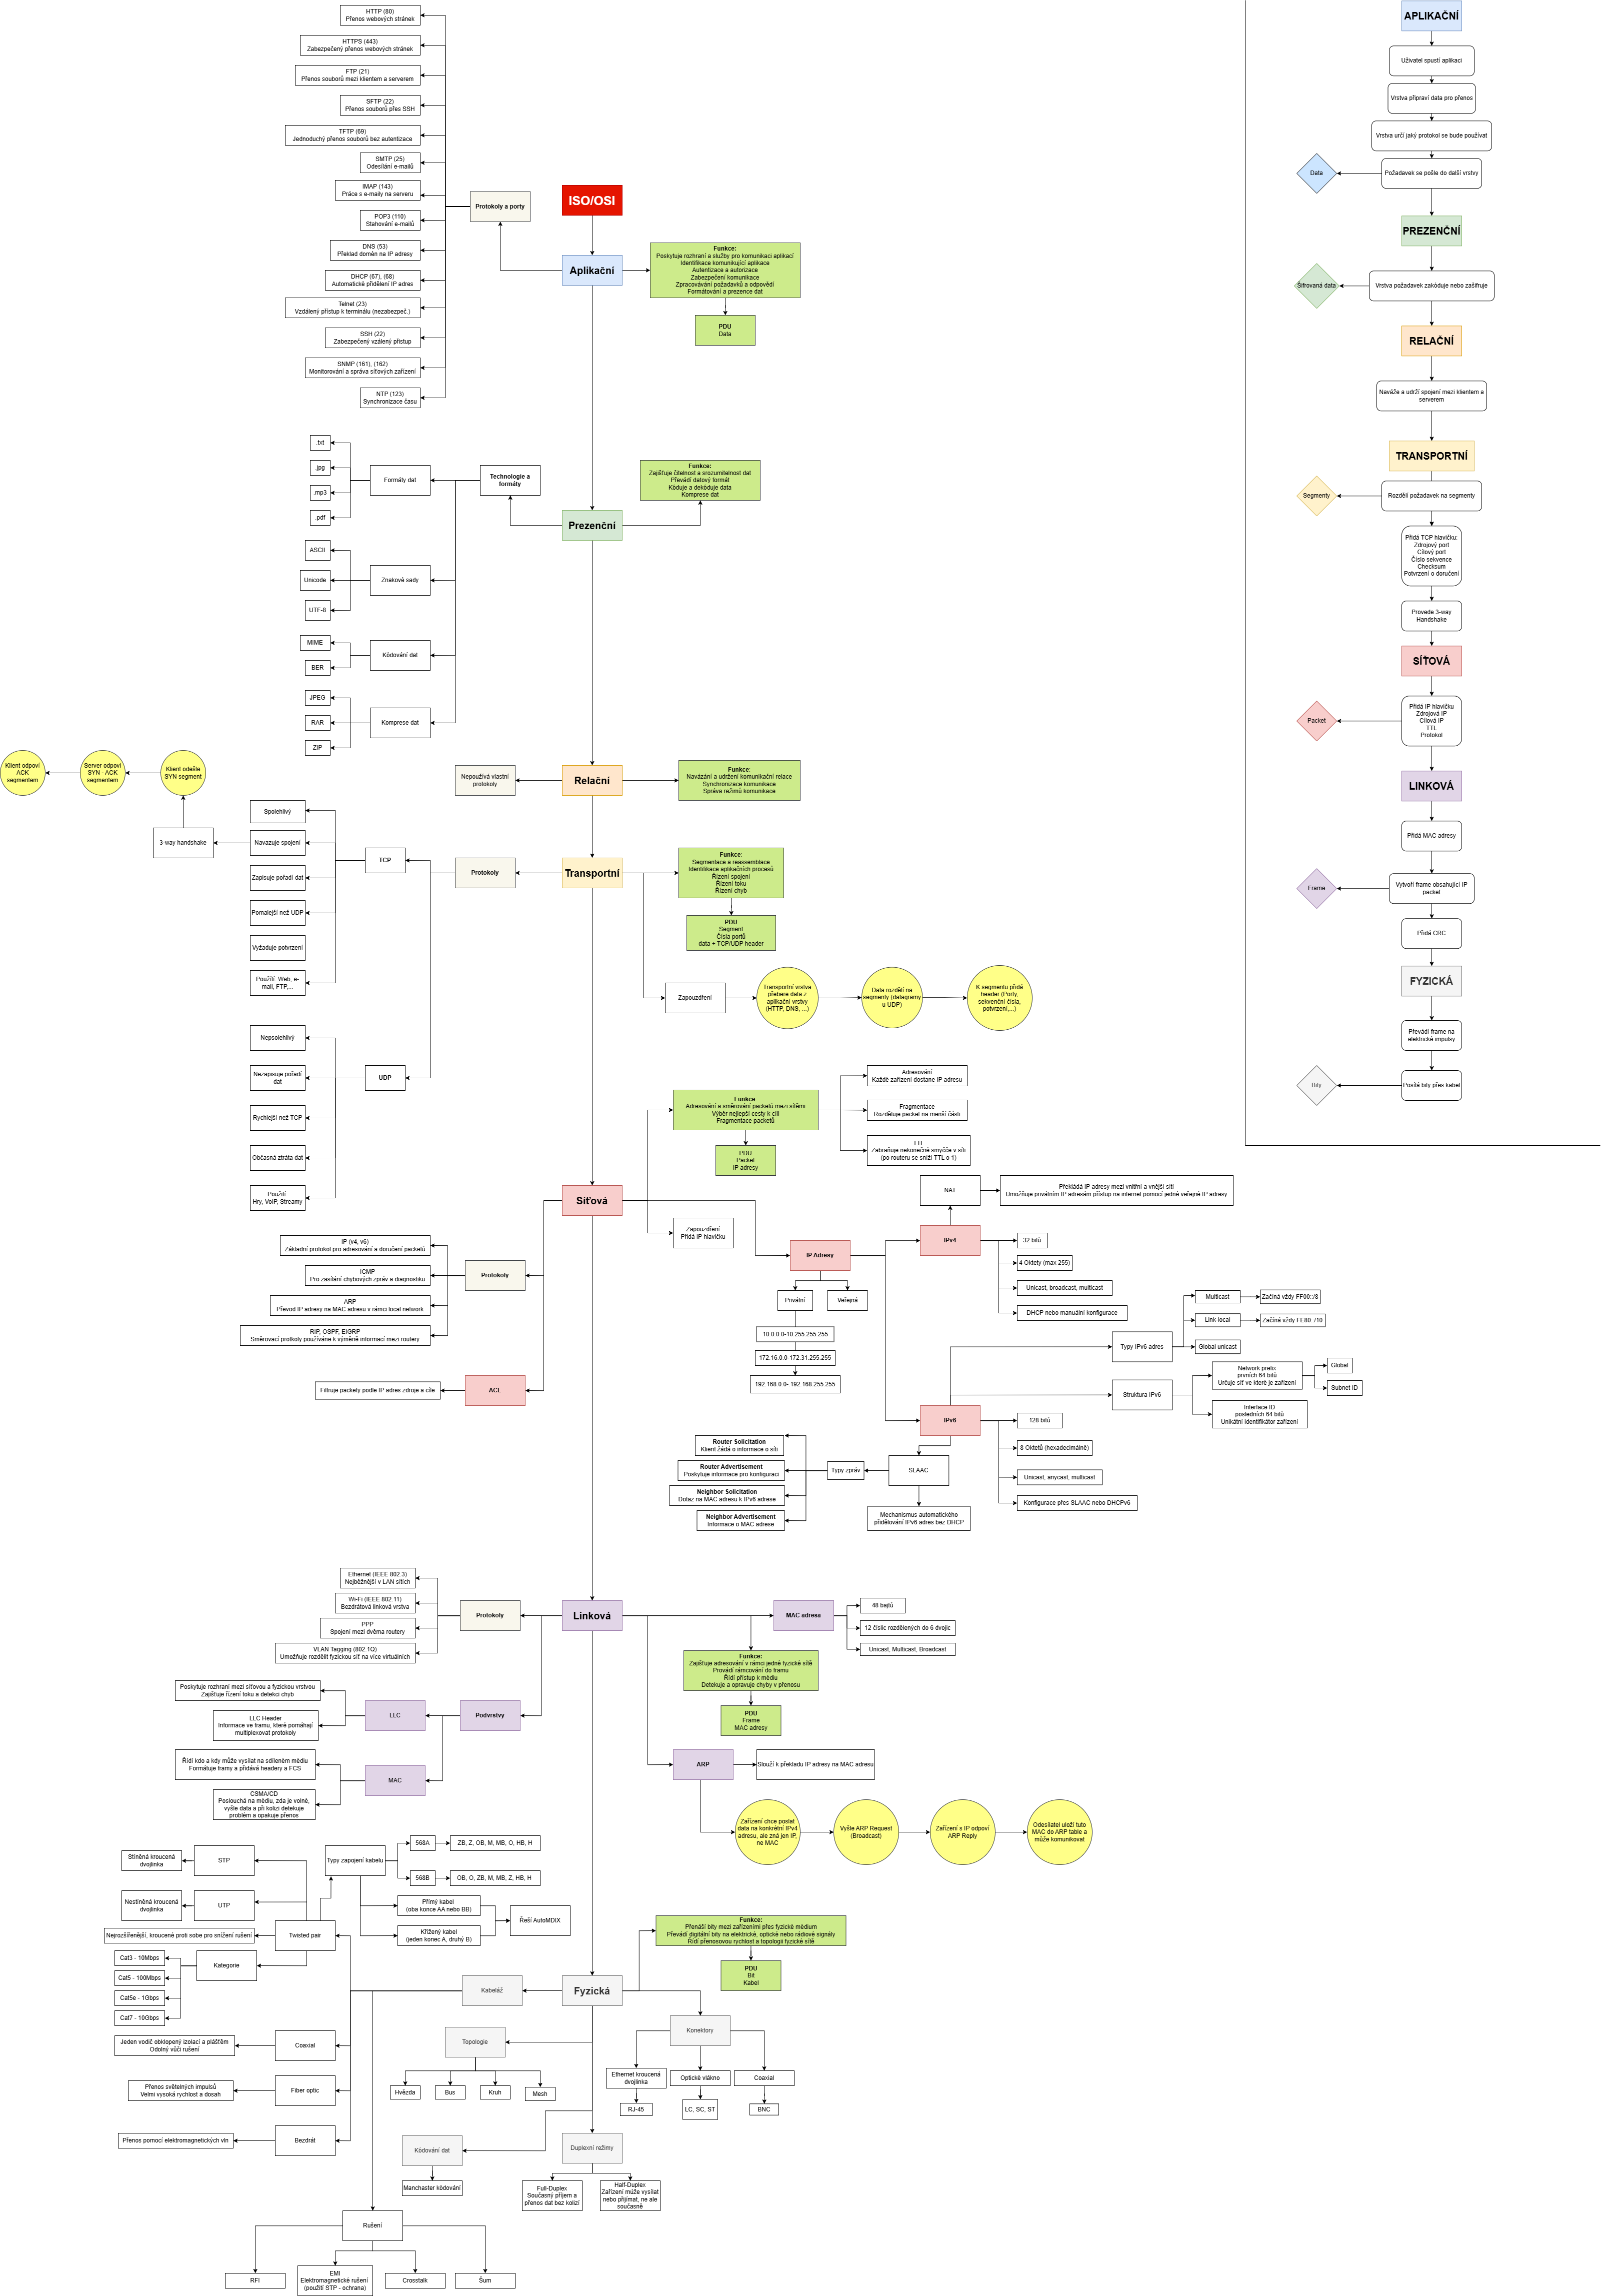 HTTP (80)
Přenos webových stránek
HTTPS (443)
Zabezpečený přenos webových stránek
FTP (21)
Přenos souborů mezi klientem a serverem
SFTP (22)
Přenos souborů přes SSH
TFTP (69)
Jednoduchý přenos souborů bez autentizace
SMTP (25)
Odesílání e-mailů
IMAP (143)
Práce s e-maily na serveru
POP3 (110)
Stahování e-mailů
DNS (53)
Překlad domén na IP adresy
DHCP (67), (68)
Automatické přidělení IP adres
Telnet (23)
Vzdálený přístup k terminálu (nezabezpeč.)
SSH (22)
Zabezpečený vzálený přístup
SNMP (161), (162)
Monitorování a správa síťových zařízení
NTP (123)
Synchronizace času
Protokoly a porty
ISO/OSI
Aplikační
Funkce:
Poskytuje rozhraní a služby pro komunikaci aplikací
Identifikace komunikující aplikace
Autentizace a autorizace
Zabezpečení komunikace
Zpracovávání požadavků a odpovědí
Formátování a prezence dat
PDU
Data
.txt
.jpg
.mp3
.pdf
Formáty dat
Technologie a
formáty
ASCII
Unicode
UTF-8
Znakové sady
MIME
BER
Kódování dat
JPEG
RAR
ZIP
Komprese dat
Prezenční
Funkce:
Zajišťuje čitelnost a srozumitelnost dat
Převádí datový formát
Kóduje a dekóduje data
Komprese dat
Klient odpoví
ACK
segmentem
Server odpovi
SYN - ACK
segmentem
Klient odešle
SYN segment
Nepoužívá vlastní
protokoly
Relační
Funkce:
Navázání a udržení komunikační relace
Synchronizace komunikace
Správa režimů komunikace
3-way handshake
Spolehlivý
Navazuje spojení
Zapisuje pořadí dat
Pomalejší než UDP
Vyžaduje potvrzení
Použítí: Web, e-
mail, FTP,...
TCP
Protokoly
Transportní
Funkce:
Segmentace a reassemblace
Identifikace aplikačních procesů
Řízení spojení
Řízení toku
Řízení chyb
PDU
Segment
Čísla portů
data + TCP/UDP header
Zapouzdření
Transportní vrstva
přebere data z
aplikační vrstvy
(HTTP, DNS, ...)
Data rozdělí na
segmenty (datagramy
u UDP)
K segmentu přidá
header (Porty,
sekvenční čísla,
potvrzení,...)
Nepsolehlivý
Nezapisuje pořadí
dat
Rychlejší než TCP
Občasná ztráta dat
Použití:
Hry, VoIP, Streamy
UDP
Síťová
Funkce:
Adresování a směrování packetů mezi sítěmi
Výběr nejlepší cesty k cíli
Fragmentace packetů
PDU
Packet
IP adresy
Adresování
Každé zařízení dostane IP adresu
Fragmentace
Rozděluje packet na menší části
TTL
Zabraňuje nekonečné smyčče v síti
(po routeru se sníží TTL o 1)
Zapouzdření
Přidá IP hlavičku
IP (v4, v6)
Základní protokol pro adresování a doručení packetů
ICMP
Pro zasílání chybových zpráv a diagnostiku
ARP
Převod IP adresy na MAC adresu v rámci local network
RIP, OSPF, EIGRP
Směrovací protkoly používáne k výměně informací mezi routery
Protokoly
Filtruje packety podle IP adres zdroje a cíle
ACL
IP Adresy
Privátní
Veřejná
10.0.0.0-10.255.255.255
172.16.0.0-172.31.255.255
192.168.0.0-.192.168.255.255
NAT
Překládá IP adresy mezi vnitřní a vnější sítí
Umožňuje privátním IP adresám přístup na internet pomocí jedné veřejné IP adresy
IPv4
32 bitů
4 Oktety (max 255)
Unicast, broadcast, multicast
DHCP nebo manuální konfigurace
Typy IPv6 adres
Multicast
Začíná vždy FF00::/8
Link-local
Začíná vždy FE80::/10
Global unicast
Struktura IPv6
Network prefix
prvních 64 bitů
Určuje síť ve které je zařízení
Global
Subnet ID
Interface ID
posledních 64 bitů
Unikátní identifikátor zařízení
IPv6
128 bitů
8 Oktetů (hexadecimálně)
Unicast, anycast, multicast
Konfigurace přes SLAAC nebo DHCPv6
SLAAC
Mechanismus automatického
přidělování IPv6 adres bez DHCP
Typy zpráv
Router Solicitation
Klient žádá o informace o síti
Router Advertisement
Poskytuje informace pro konfiguraci
Neighbor Solicitation
Dotaz na MAC adresu k IPv6 adrese
Neighbor Advertisement
Informace o MAC adrese
Ethernet (IEEE 802.3)
Nejběžnější v LAN sítích
Wi-Fi (IEEE 802.11)
Bezdrátová linková vrstva
PPP
Spojení mezi dvěma routery
VLAN Tagging (802.1Q)
Umožňuje rozdělit fyzickou síť na více virtuálních
Protokoly
Linková
MAC adresa
48 bajtů
12 číslic rozdělených do 6 dvojic
Unicast, Multicast, Broadcast
Funkce:
Zajišťuje adresování v rámci jedné fyzické sítě
Provádí rámcování do framu
Řídí přístup k médiu
Detekuje a opravuje chyby v přenosu
PDU
Frame
MAC adresy
Poskytuje rozhraní mezi síťovou a fyzickou vrstvou
Zajišťuje řízení toku a detekci chyb
LLC Header
Informace ve framu, které pomáhají
multiplexovat protokoly
LLC
Podvrstvy
Řídí kdo a kdy může vysílat na sdíleném médiu
Formátuje framy a přidává headery a FCS
CSMA/CD
Poslouchá na médiu, zda je volné,
vyšle data a při kolizi detekuje
problém a opakuje přenos
MAC
ARP
Slouží k překladu IP adresy na MAC adresu
Zařízení chce poslat
data na konkrétní IPv4
adresu, ale zná jen IP,
ne MAC
Vyšle ARP Request
(Broadcast)
Zařízení s IP odpoví
ARP Reply
Odesílatel uloží tuto
MAC do ARP table a
může komunikovat
Stíněná kroucená
dvojlinka
STP
Nestíněná kroucená
dvojlinka
UTP
Nejrozšířenější, kroucené proti sobe pro snížení rušení
Twisted pair
Cat3 - 10Mbps
Cat5 - 100Mbps
Cat5e - 1Gbps
Cat7 - 10Gbps
Kategorie
Typy zapojení kabelu
568A
ZB, Z, OB, M, MB, O, HB, H
568B
OB, O, ZB, M, MB, Z, HB, H
Přímý kabel
(oba konce AA nebo BB)
Křížený kabel
(jeden konec A, druhý B)
Řeší AutoMDIX
Jeden vodič obklopený izolací a pláštěm
Odolný vůči rušení
Coaxial
Přenos světelných impulsů
Velmi vysoká rychlost a dosah
Fiber optic
Přenos pomocí elektromagnetických vln
Bezdrát
Kabeláž
Fyzická
Funkce:
Přenáší bity mezi zařízeními přes fyzické médium
Převádí digitální bity na elektrické, optické nebo rádiové signály
Řídí přenosovou rychlost a topologii fyzické sítě
PDU
Bit
Kabel
Topologie
Hvězda
Bus
Kruh
Mesh
Konektory
Ethernet kroucená
dvojlinka
RJ-45
Optické vlákno
LC, SC, ST
Coaxial
BNC
Kódování dat
Manchaster kódování
Duplexní režimy
Full-Duplex
Současný příjem a
přenos dat bez kolizí
Half-Duplex
Zařízení může vysílat
nebo přijímat, ne ale
současně
Rušení
RFI
EMI
Elektromagnetické rušení
(použití STP - ochrana)
Crosstalk
Šum
APLIKAČNÍ
Uživatel spustí aplikaci
Vrstva připraví data pro přenos
Vrstva určí jaký protokol se bude používat
Požadavek se pošle do další vrstvy
Data
PREZENČNÍ
Vrstva požadavek zakóduje nebo zašifruje
Šifrovaná data
RELAČNÍ
Naváže a udrží spojení mezi klientem a
serverem
TRANSPORTNÍ
Rozdělí požadavek na segmenty
Segmenty
Přidá TCP hlavičku:
Zdrojový port
Cílový port
Číslo sekvence
Checksum
Potvrzení o doručení
Provede 3-way
Handshake
SÍŤOVÁ
Přidá IP hlavičku
Zdrojová IP
Cílová IP
TTL
Protokol
Packet
LINKOVÁ
Přidá MAC adresy
Vytvoří frame obsahující IP
packet
Frame
Přidá CRC
FYZICKÁ
Převádí frame na
elektrické impulsy
Posílá bity přes kabel
Bity